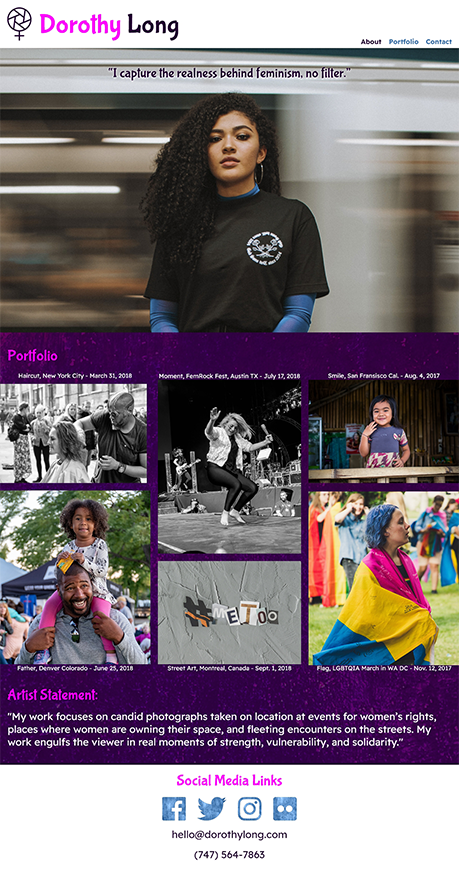 Dorothy Long
About Portfolio Contact
"I capture the realness behind feminism, no filter."
Portfolio
Haircut, New York City - March 31, 2018
Moment, FemRock Fest, Austin TX - July 17, 2018
Smile, San Fransisco Cal. - Aug. 4, 2017
#METOO
Father, Denver Colorado - June 25, 2018
Street Art, Montreal, Canada - Sept. 1, 2018
Flag, LGBTQIA March in WA DC - Nov. 12, 2017
Artist Statement:
"My work focuses on candid photographs taken on location at events for women's rights,
places where women are owning their space, and fleeting encounters on the streets. My
work engulfs the viewer in real moments of strength, vulnerability, and solidarity."
Social Media Links
hello@dorothylong.com
(747) 564-7863